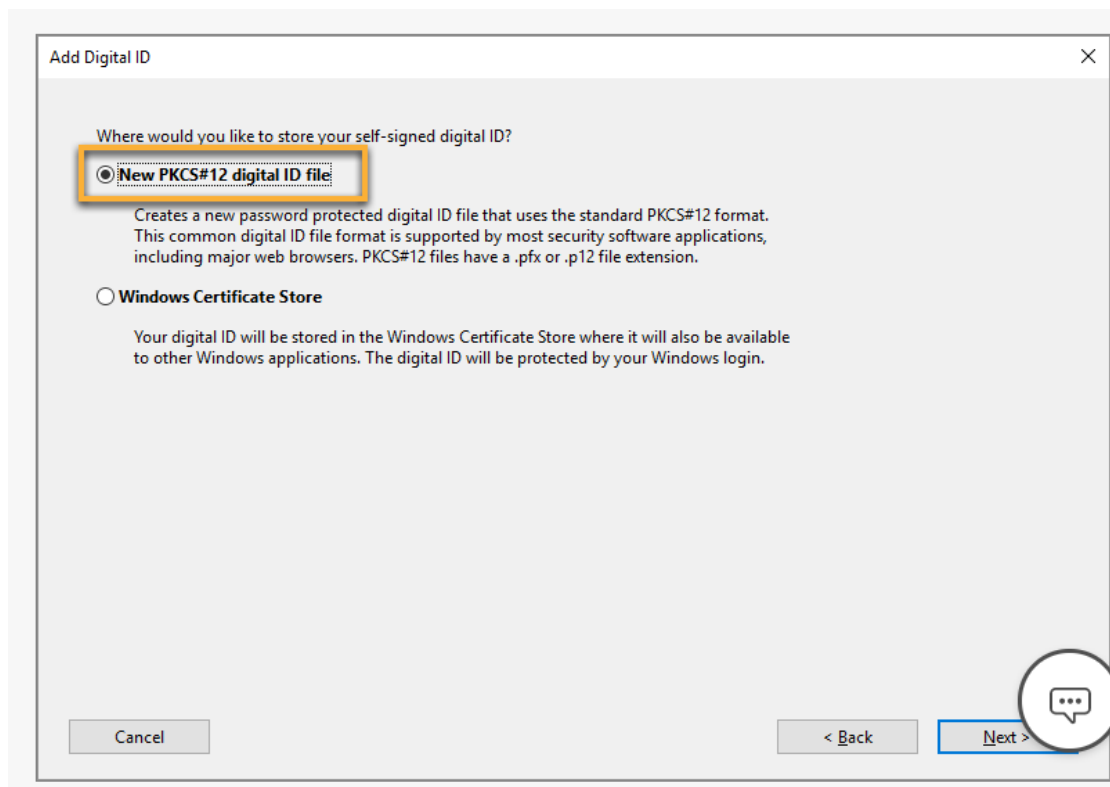 Add Digital ID
Where would you like to store your self-signed digital ID?
New PKCS#12 digital ID file
Creates a new password protected digital ID file that uses the standard PKCS#12 format.
This common digital ID file format is supported by most security software applications,
including major web browsers. PKCS#12 files have a .pfx or .p12 file extension.
Windows Certificate Store
Your digital ID will be stored in the Windows Certificate Store where it will also be available
to other Windows applications. The digital ID will be protected by your Windows login.
Cancel
< Back
Next >